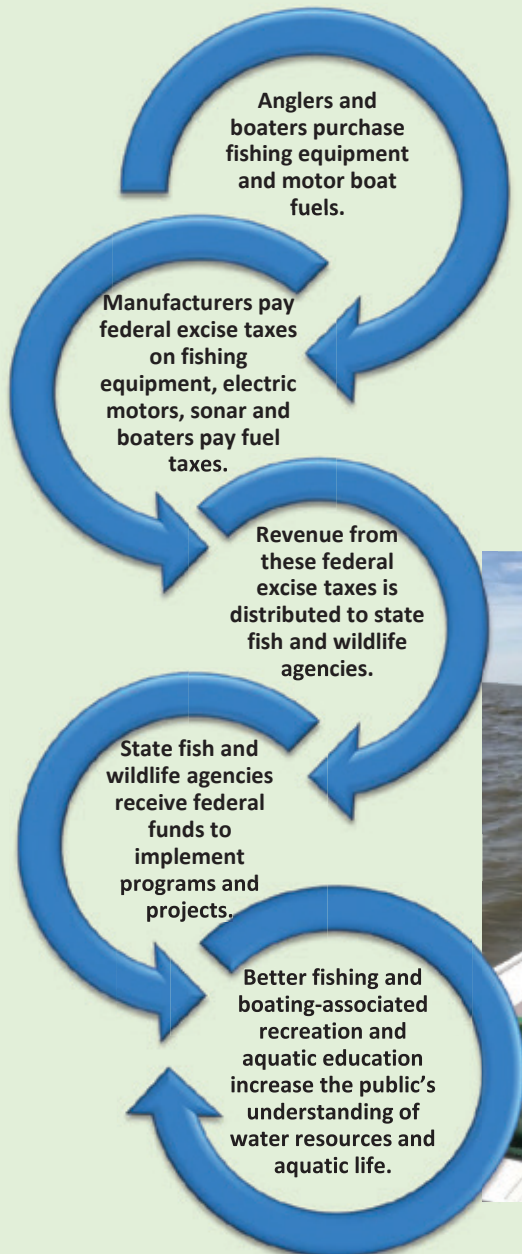 Anglers and
boaters purchase
fishing equipment
and motor boat
fuels.
Manufacturers pay
federal excise taxes
on fishing
equipment, electric
motors, sonar and
boaters pay fuel
taxes.
Revenue from
these federal
excise taxes is
distributed to state
fish and wildlife
agencies.
State fish and
wildlife agencies
receive federal
funds to
implement
programs and
projects.
Better fishing and
boating-associated
recreation and
aquatic education
increase the public's
understanding of
water resources and
aquatic life.